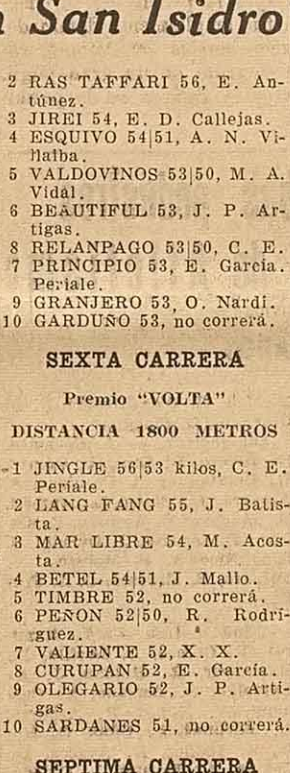 San Isidro
2 RAS TAFFARI 56, E. An-
túnez.
3 JIREI 54, E. D. Callejas.
4 ESQUIVO 54|51, A. N. Vi-
llalba.
5 VALDOVINOS 53|50, M. A.
Vidal.
6 BEAUTIFUL 53, J. P. Ar-
tigas.
8 RELANPAGO 53|50, C. E.
7 PRINCIPIO 53, E. García.
Periale.
9 GRANJERO 53, O. Nardi.
10 GARDUÑO 53, no correrá.
SEXTA CARRERA
Premio "VOLTA"
DISTANCIA 1800 METROS
1 JINGLE 56|53 kilos, C. E.
Periale.
2 LANG FANG 55, J. Batis-
ta.
3 MAR LIBRE 54, M. Acos-
ta.
4 BETEL 54|51, J. Mallo.
5 TIMBRE 52, no correrá.
6 PEÑON 52|50, R. Rodrí-
guez.
7 VALIENTE 52, X. X.
8 CURUPAN 52, E. García.
9 OLEGARIO 52, J. P. Arti-
gas.
10 SARDANES 51, no correrá.
SEPTIMA CARRERA